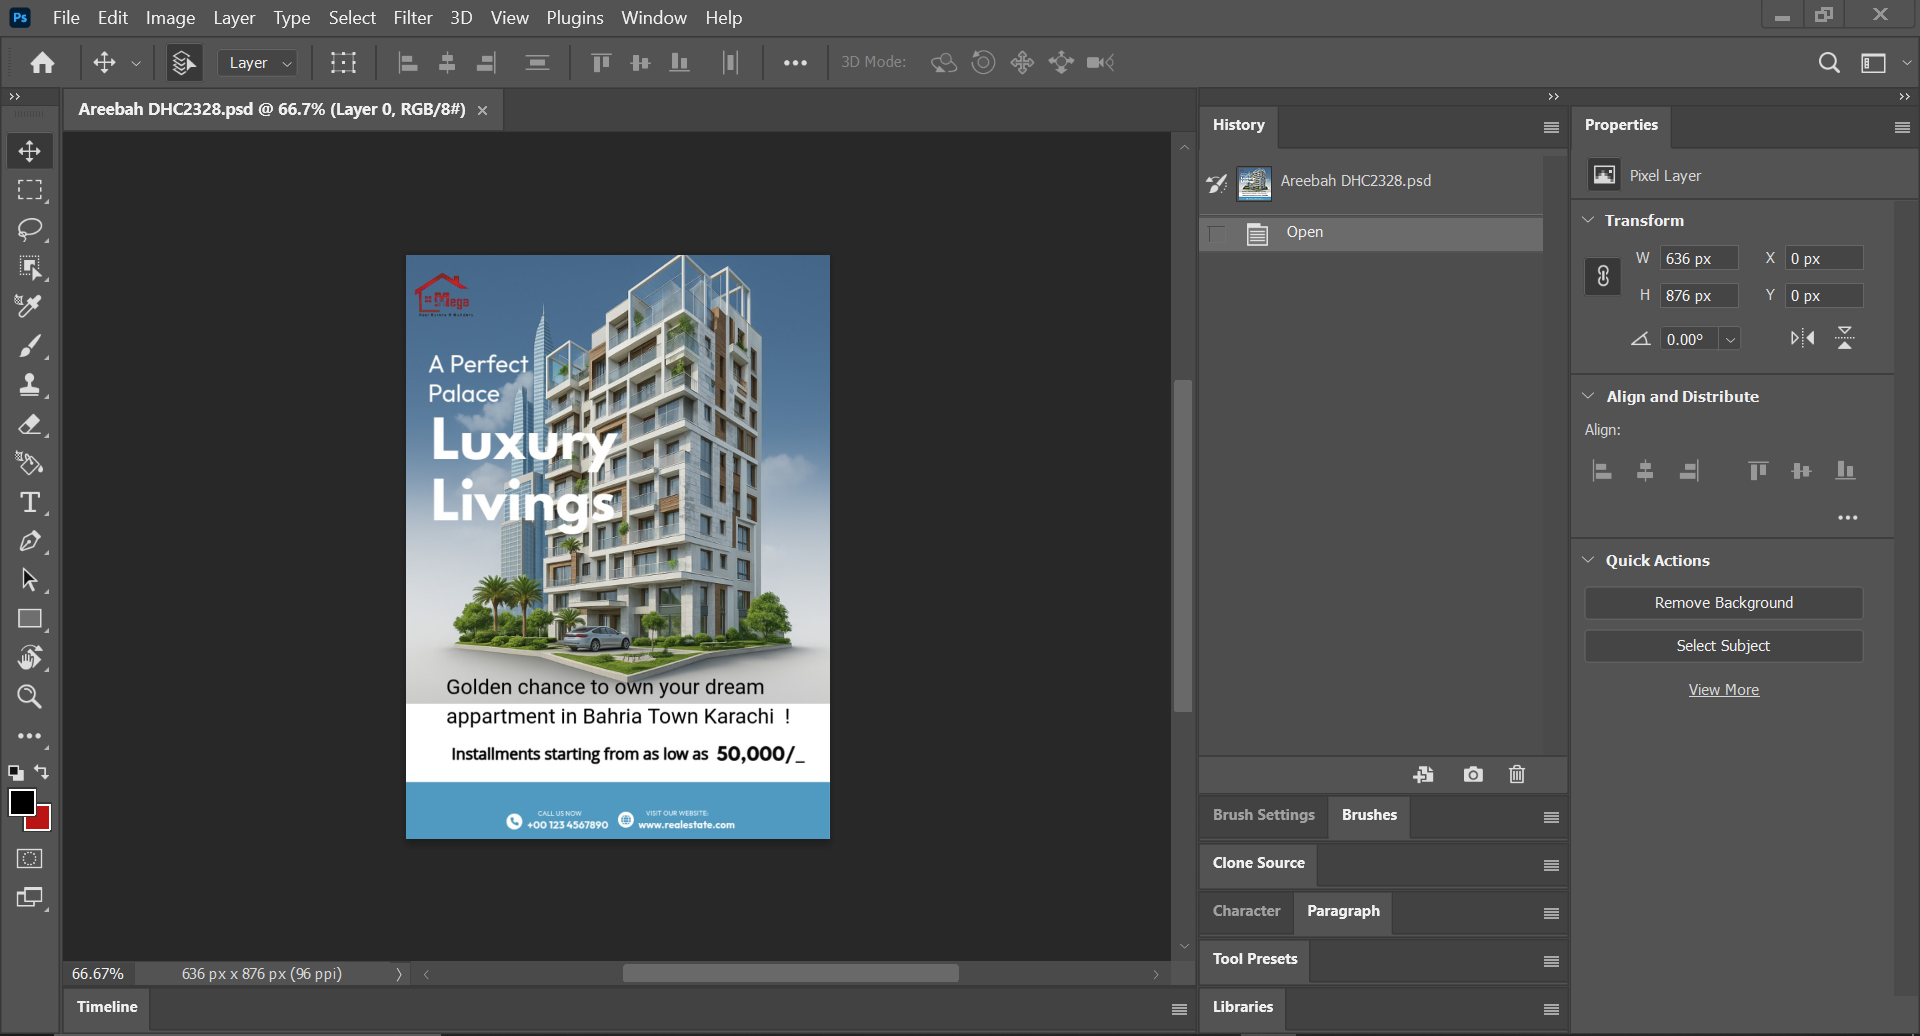 Ps File Edit Image Layer Type Select Filter 3D View Plugins Window Help
Layer 3D Mode:
Areebah DHC2328.psd @ 66.7% (Layer 0, RGB/8#) ×
Mega
A Perfect
Palace
Luxury
Livings
Golden chance to own your dream
appartment in Bahria Town Karachi !
Installments starting from as low as 50,000/_
CALL US NOW
+00 123 4567890
VISIT OUR WEBSITE:
www.realestate.com
T
66.67% 636 px x 876 px (96 ppi)
Timeline
History
Areebah DHC2328.psd
Open
Brush Settings Brushes
Clone Source
Character Paragraph
Tool Presets
Libraries
Properties
Pixel Layer
Transform
W 636 px X 0 px
H 876 px Y 0 px
0.00°
Align and Distribute
Align:
Quick Actions
Remove Background
Select Subject
View More